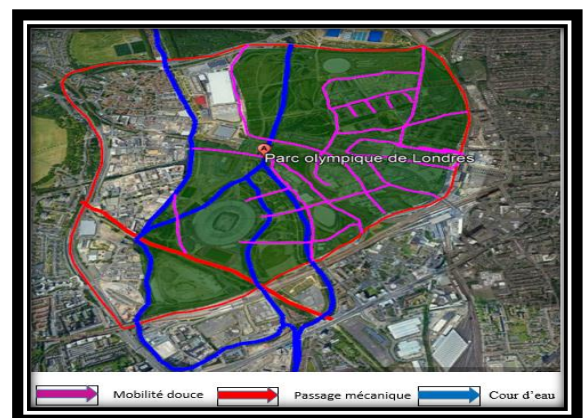 Parc olympique de Londres
Mobilité douce Passage mécanique Cour d'eau